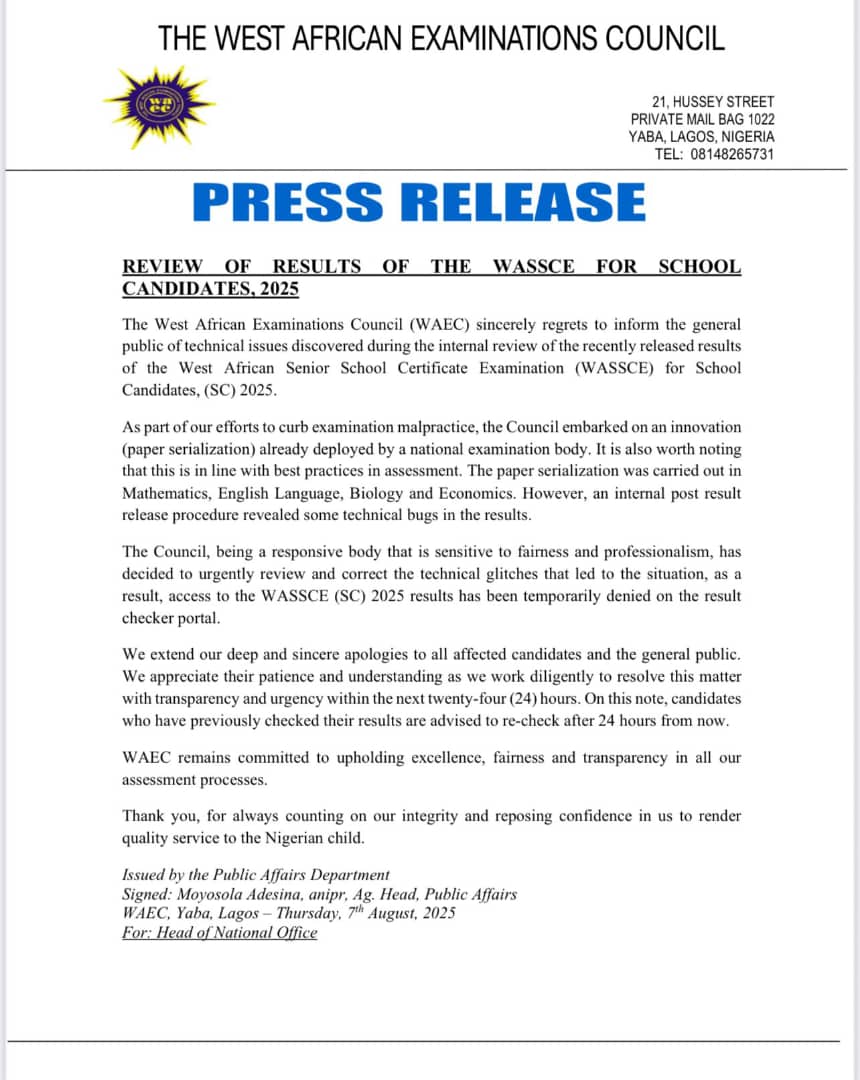 THE WEST AFRICAN EXAMINATIONS COUNCIL
wa
ec
21, HUSSEY STREET
PRIVATE MAIL BAG 1022
YABA, LAGOS, NIGERIA
TEL: 08148265731
PRESS RELEASE
REVIEW OF RESULTS OF THE WASSCE FOR SCHOOL
CANDIDATES, 2025
The West African Examinations Council (WAEC) sincerely regrets to inform the general
public of technical issues discovered during the internal review of the recently released results
of the West African Senior School Certificate Examination (WASSCE) for School
Candidates, (SC) 2025.
As part of our efforts to curb examination malpractice, the Council embarked on an innovation
(paper serialization) already deployed by a national examination body. It is also worth noting
that this is in line with best practices in assessment. The paper serialization was carried out in
Mathematics, English Language, Biology and Economics. However, an internal post result
release procedure revealed some technical bugs in the results.
The Council, being a responsive body that is sensitive to fairness and professionalism, has
decided to urgently review and correct the technical glitches that led to the situation, as a
result, access to the WASSCE (SC) 2025 results has been temporarily denied on the result
checker portal.
We extend our deep and sincere apologies to all affected candidates and the general public.
We appreciate their patience and understanding as we work diligently to resolve this matter
with transparency and urgency within the next twenty-four (24) hours. On this note, candidates
who have previously checked their results are advised to re-check after 24 hours from now.
WAEC remains committed to upholding excellence, fairness and transparency in all our
assessment processes.
Thank you, for always counting on our integrity and reposing confidence in us to render
quality service to the Nigerian child.
Issued by the Public Affairs Department
Signed: Moyosola Adesina, anipr, Ag. Head, Public Affairs
WAEC, Yaba, Lagos – Thursday, 7th August, 2025
For: Head of National Office